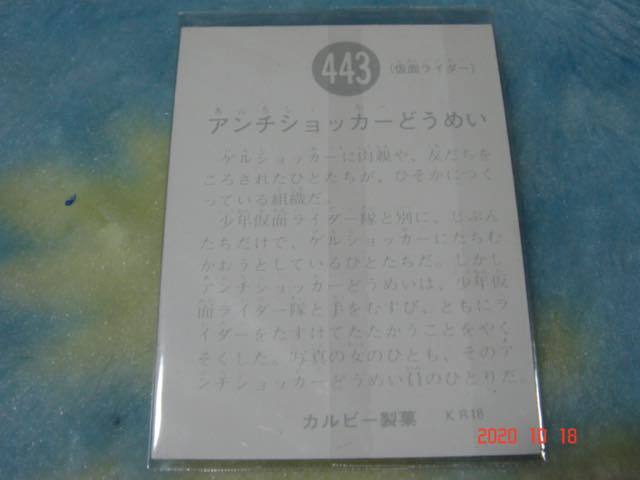 443
(仮面ライダー)
アンチショッカーどうめい
ゲルショッカーに肉親や、友だちを
ころされたひとたちが、ひそかにつく
っている組織だ。
少年仮面ライダー隊と別に、じぶん
たちだけで、ゲルショッカーにたちむ
かおうとしているひとたちだ。しかし
アンチショッカーどうめいは、少年仮
面ライダー隊と手をむすび、ともにラ
イダーをたすけてたたかうことをやく
そくした。写真の女のひとも、そのア
ンチショッカーどうめい員のひとりだ。
カルビー製菓 KR18
2020 10 18